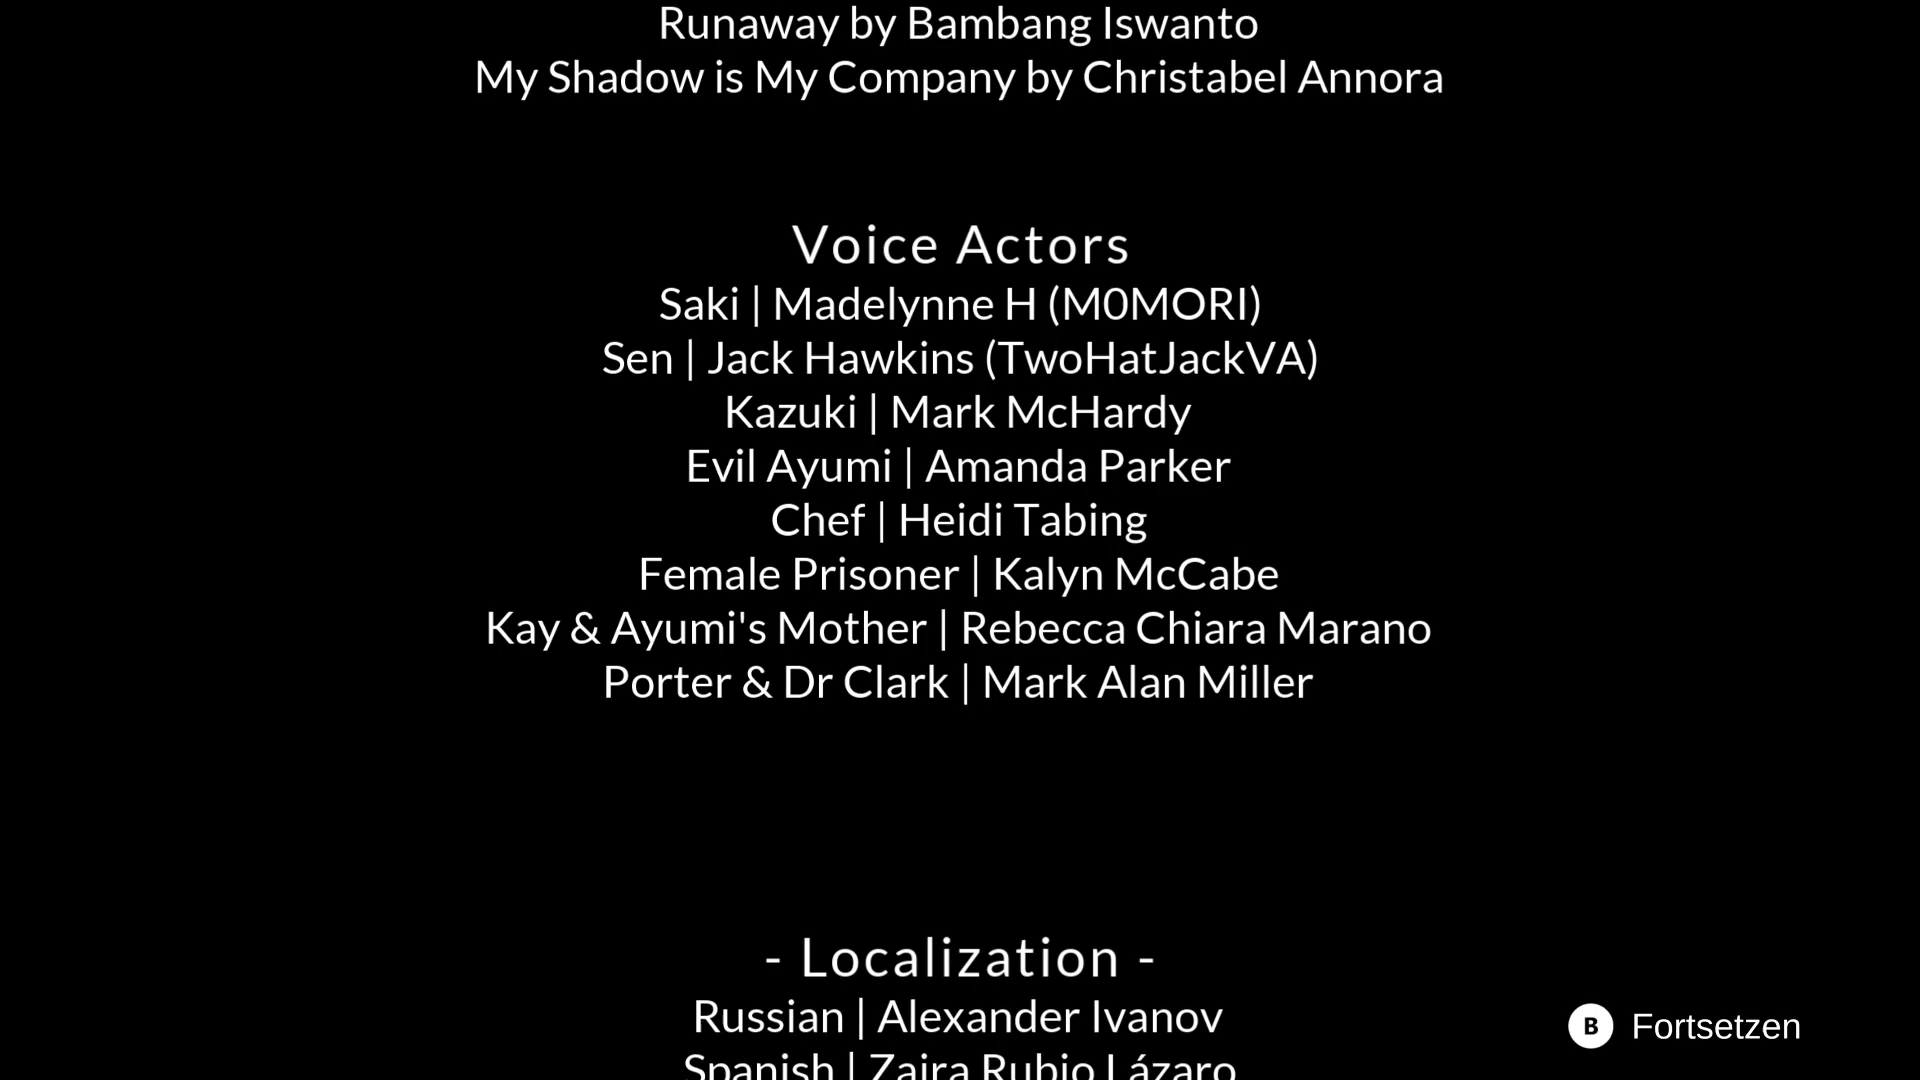 Runaway by Bambang Iswanto
My Shadow is My Company by Christabel Annora
Voice Actors
Saki | Madelynne H (M0MORI)
Sen | Jack Hawkins (TwoHatJackVA)
Kazuki | Mark McHardy
Evil Ayumi | Amanda Parker
Chef | Heidi Tabing
Female Prisoner | Kalyn McCabe
Kay & Ayumi's Mother | Rebecca Chiara Marano
Porter & Dr Clark | Mark Alan Miller
- Localization -
Russian | Alexander Ivanov
Spanish | Zaira Rubio Lázaro
B Fortsetzen